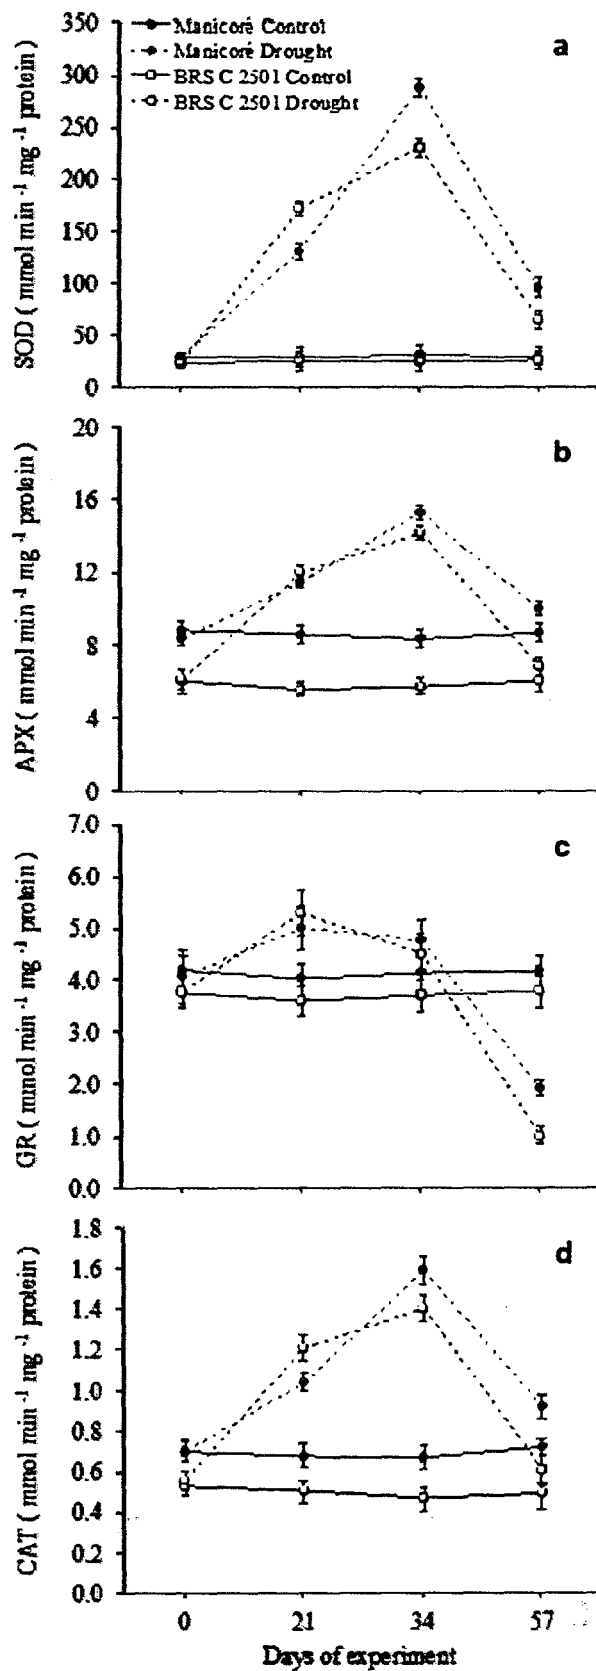 Manicoré Control
Manicoré Drought
BRS C 2501 Control
BRS C 2501 Drought
a
350
300
250
200
150
100
50
0
SOD ( mmol min -1 mg -1 protein )
b
20
16
12
8
4
0
APX ( mmol min -1 mg -1 protein )
c
7.0
6.0
5.0
4.0
3.0
2.0
1.0
0.0
GR ( mmol min -1 mg -1 protein )
d
1.8
1.6
1.4
1.2
1.0
0.8
0.6
0.4
0.2
0.0
CAT ( mmol min -1 mg -1 protein )
0 21 34 57
Days of experiment